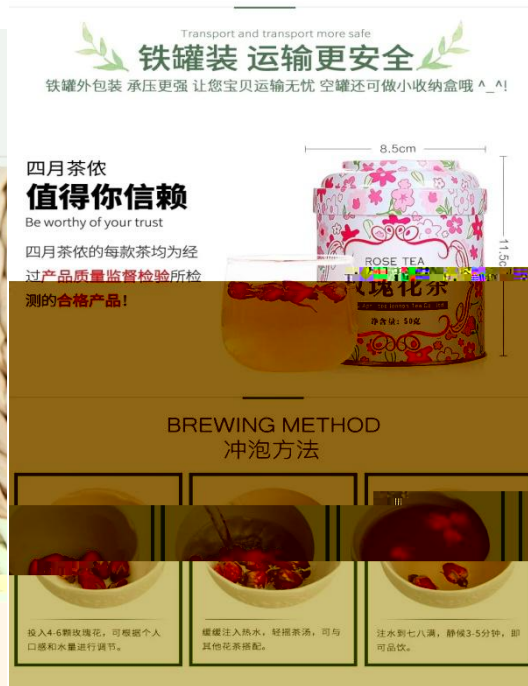 Transport and transport more safe
铁罐装 运输更安全
铁罐外包装 承压更强 让您宝贝运输无忧 空罐还可做小收纳盒哦 ^_^!
8.5cm
四月茶侬
值得你信赖
Be worthy of your trust
四月茶侬的每款茶均为经
过产品质量监督检验所检
测的合格产品!
ROSE TEA
玫瑰花茶
净含量: 50克
11.5c
BREWING METHOD
冲泡方法
投入4-6颗玫瑰花，可根据个人
口感和水量进行调节。
缓缓注入热水，轻摇茶汤，可与
其他花茶搭配。
注水到七八满，静候3-5分钟，即
可品饮。